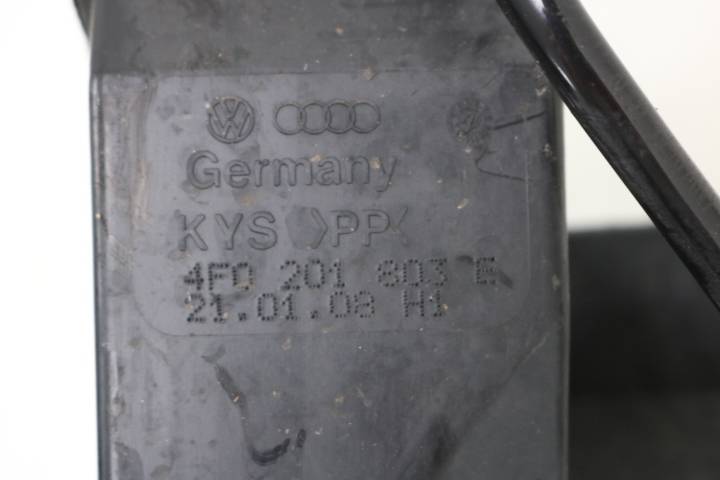 Germany
KYS >PP<
4F0 201 803 E
21.01.08 H1